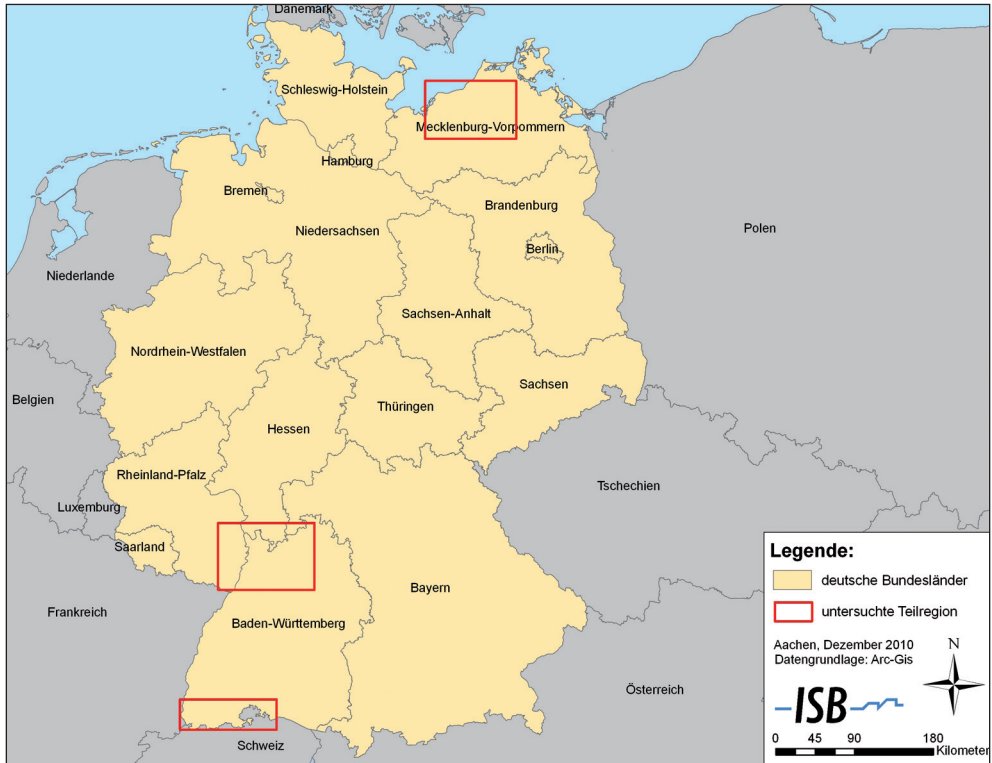 Dänemark
Schleswig-Holstein
Mecklenburg-Vorpommern
Hamburg
Bremen
Brandenburg
Niedersachsen
Polen
Berlin
Niederlande
Sachsen-Anhalt
Nordrhein-Westfalen
Sachsen
Belgien
Thüringen
Hessen
Rheinland-Pfalz
Tschechien
Luxemburg
Saarland
Bayern
Frankreich
Baden-Württemberg
Österreich
Schweiz
Legende:
deutsche Bundesländer
untersuchte Teilregion
Aachen, Dezember 2010
Datengrundlage: Arc-Gis
N
ISB
0 45 90 180
Kilometer